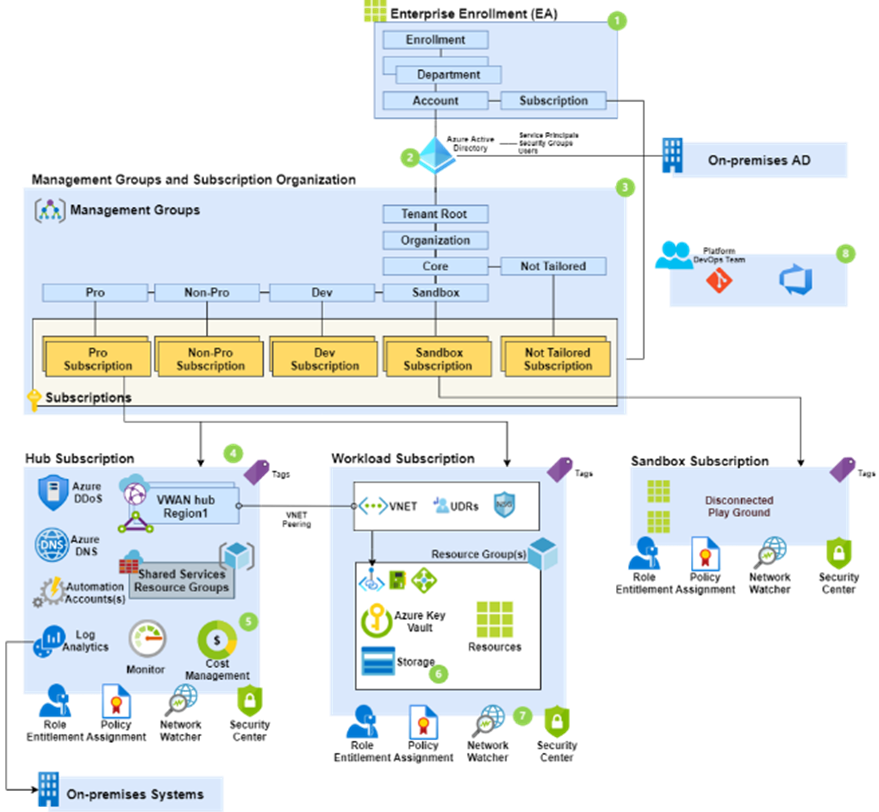 Enterprise Enrollment (EA)
1
Enrollment
Department
Account
Subscription
2
Azure Active
Directory
Service Principals
Security Groups
Users
On-premises AD
Management Groups and Subscription Organization
3
Management Groups
Tenant Root
Organization
Core
Not Tailored
Pro
Non-Pro
Dev
Sandbox
Platform
DevOps Team
8
Pro
Subscription
Non-Pro
Subscription
Dev
Subscription
Sandbox
Subscription
Not Tailored
Subscription
Subscriptions
Hub Subscription
4
Tags
Azure
DDoS
VWAN hub
Region1
DNS
Azure
DNS
Shared Services
Resource Groups
Automation
Accounts(s)
Log
Analytics
Monitor
$
5
Cost
Management
Role
Entitlement
Policy
Assignment
Network
Watcher
Security
Center
On-premises Systems
VNET
Peering
Workload Subscription
Tags
VNET
UDRs
NSG
Resource Group(s)
Azure Key
Vault
Storage
6
Resources
Role
Entitlement
Policy
Assignment
Network
Watcher
7
Security
Center
Sandbox Subscription
Tags
Disconnected
Play Ground
Role
Entitlement
Policy
Assignment
Network
Watcher
Security
Center